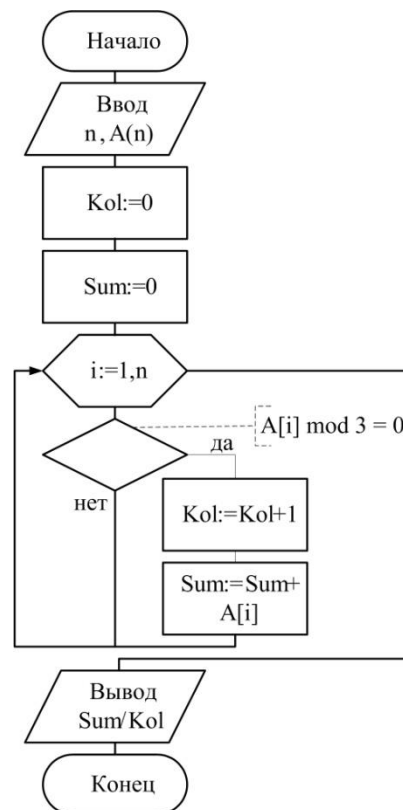 Начало
Ввод
n, A(n)
Kol:=0
Sum:=0
i:=1,n
A[i] mod 3 = 0
да
нет
Kol:=Kol+1
Sum:=Sum+
A[i]
Вывод
Sum/Kol
Конец